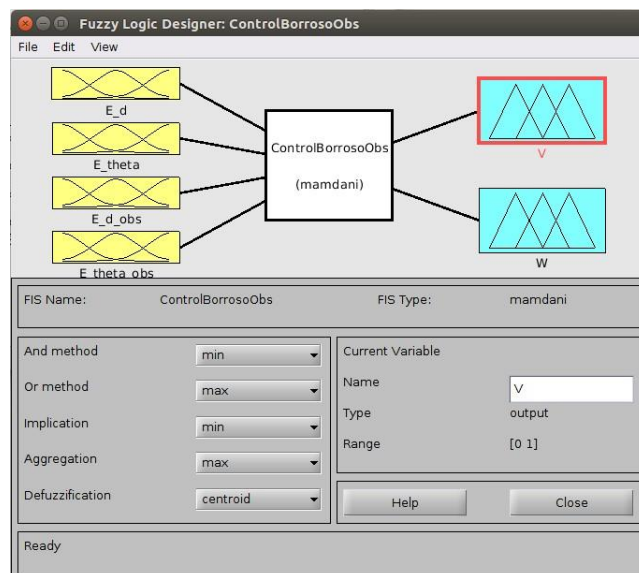 Fuzzy Logic Designer: ControlBorrosoObs
File Edit View
E_d
E_theta
E_d_obs
E_theta_obs
ControlBorrosoObs
(mamdani)
V
W
FIS Name: ControlBorrosoObs FIS Type: mamdani
And method min
Or method max
Implication min
Aggregation max
Defuzzification centroid
Current Variable
Name V
Type output
Range [0 1]
Help Close
Ready